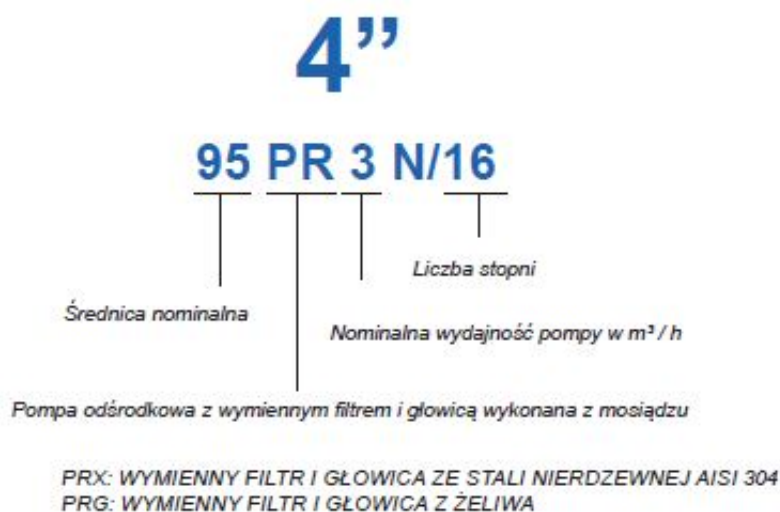 4”
95 PR 3 N/16
Liczba stopni
Średnica nominalna
Nominalna wydajność pompy w m³ / h
Pompa odśrodkowa z wymiennym filtrem i głowicą wykonana z mosiądzu
PRX: WYMIENNY FILTR I GŁOWICA ZE STALI NIERDZEWNEJ AISI 304
PRG: WYMIENNY FILTR I GŁOWICA Z ŻELIWA